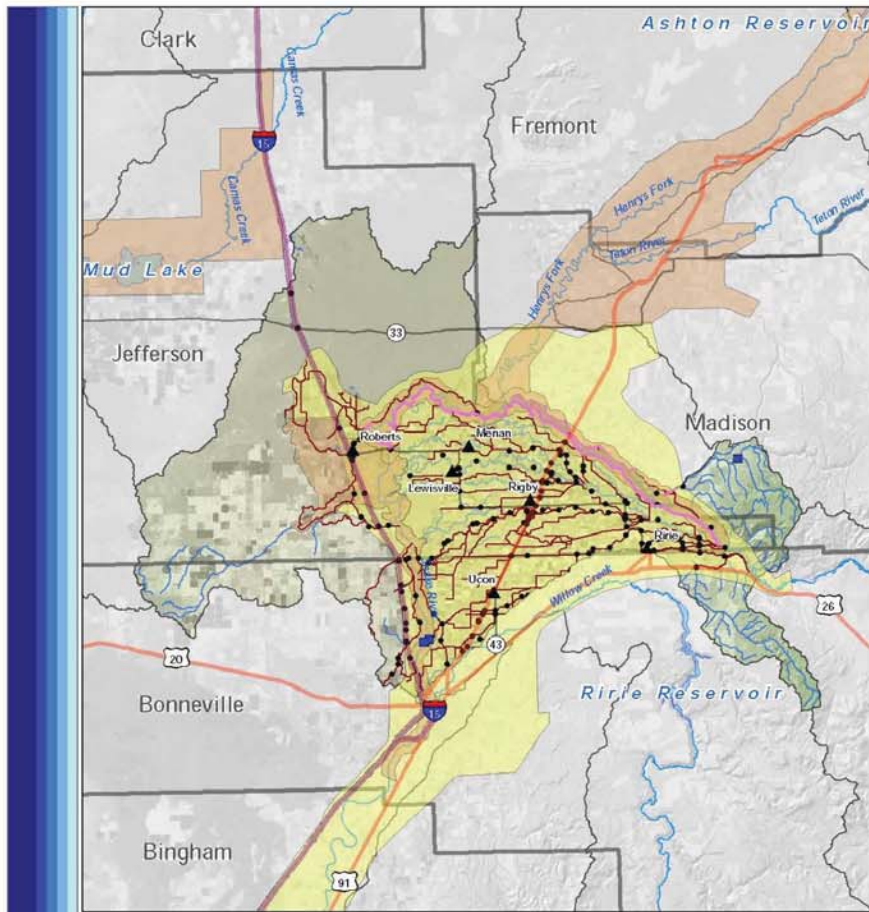 Clark
Ashton Reservoir
Camas Creek
Fremont
15
Camas Creek
Henrys Fork
Teton River
Teton River
Mud Lake
Henrys Fork
33
Jefferson
Madison
Roberts
Menan
Lewisville
Rigby
Ririe
Ucon
Willow Creek
26
20
43
Ririe Reservoir
Bonneville
15
Bingham
91